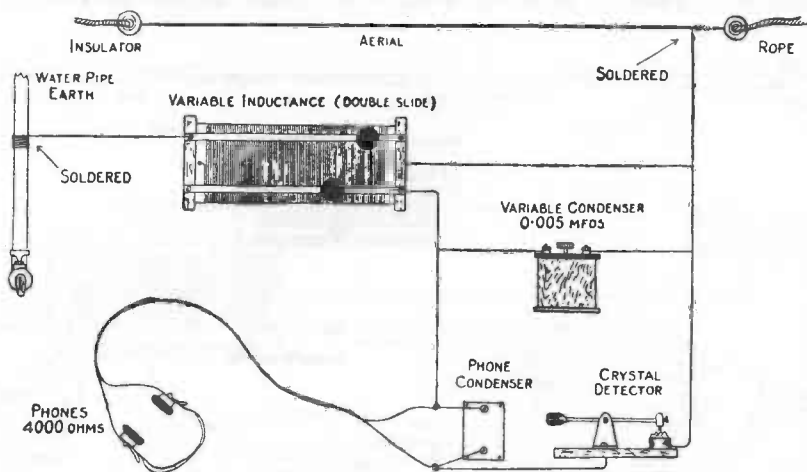 INSULATOR
AERIAL
ROPE
SOLDERED
WATER PIPE
EARTH
VARIABLE INDUCTANCE (DOUBLE SLIDE)
SOLDERED
VARIABLE CONDENSER
0.005 MFDS
PHONE
CONDENSER
CRYSTAL
DETECTOR
PHONES
4000 OHMS